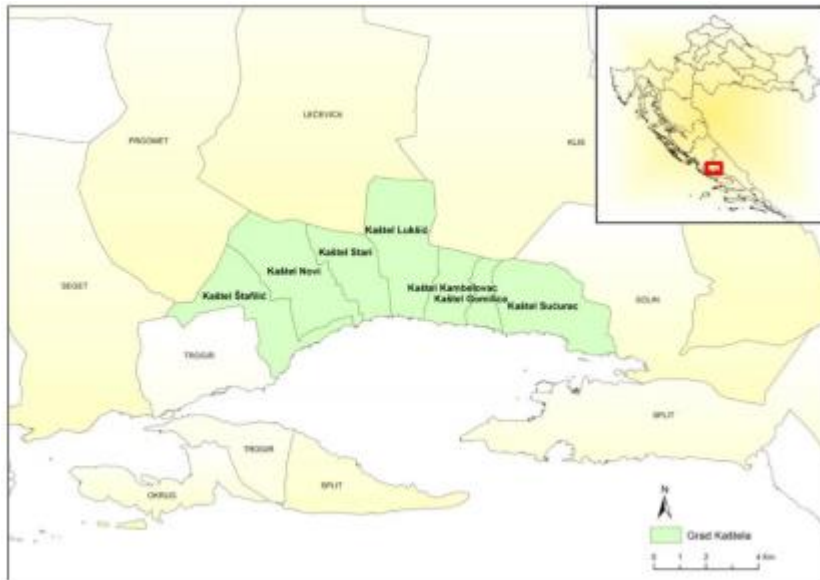 LEĆEVICA
PRGOMET
KLIS
Kaštel Lukšić
Kaštel Stari
Kaštel Novi
SEGET
Kaštel Štafilić
Kaštel Kambelovac
Kaštel Gomilica
Kaštel Sućurac
SOLIN
TROGIR
SPLIT
TROGIR
OKRUG
SPLIT
N
Grad Kaštela
0 1 2 4 Km